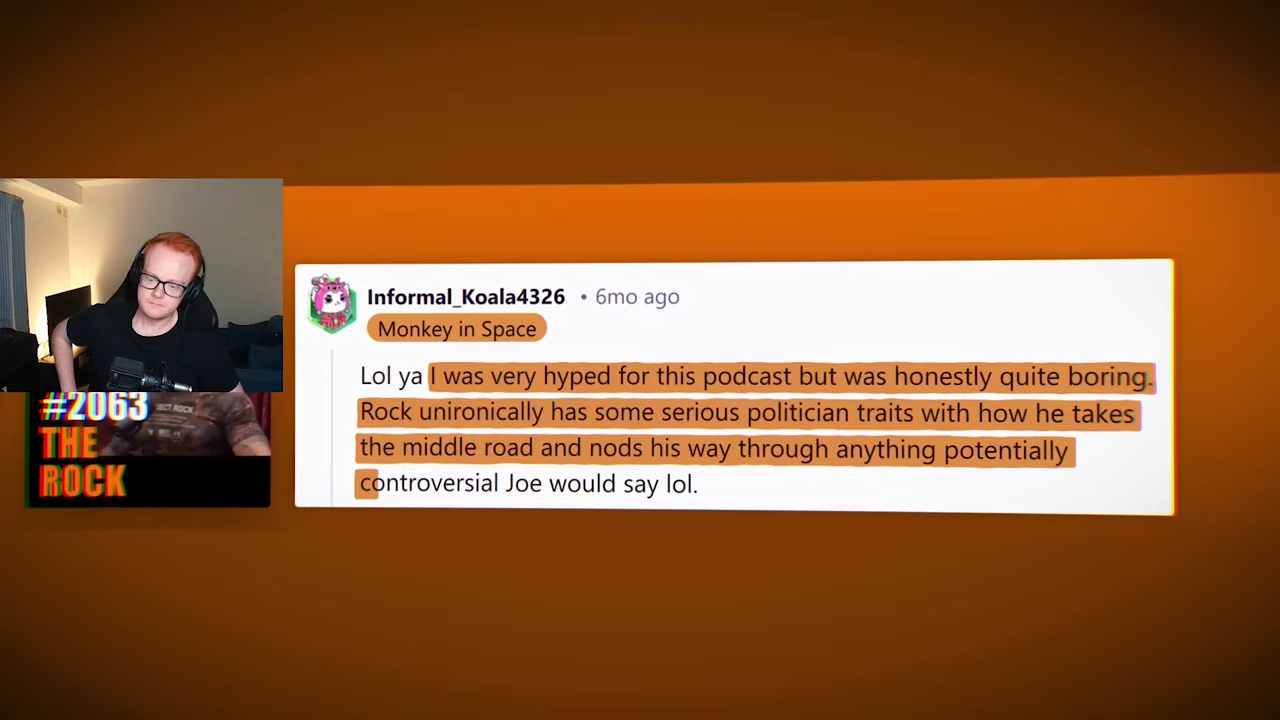 Informal_Koala4326 • 6mo ago
Monkey in Space
Lol ya I was very hyped for this podcast but was honestly quite boring.
Rock unironically has some serious politician traits with how he takes
the middle road and nods his way through anything potentially
controversial Joe would say lol.
#2063
THE
ROCK